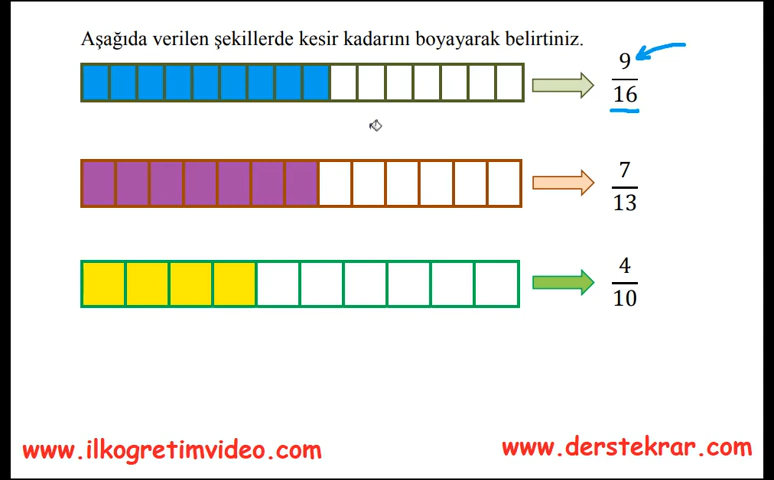 Aşağıda verilen şekillerde kesir kadarını boyayarak belirtiniz.
9
16
7
13
4
10
www.ilkogretimvideo.com
www.derstekrar.com